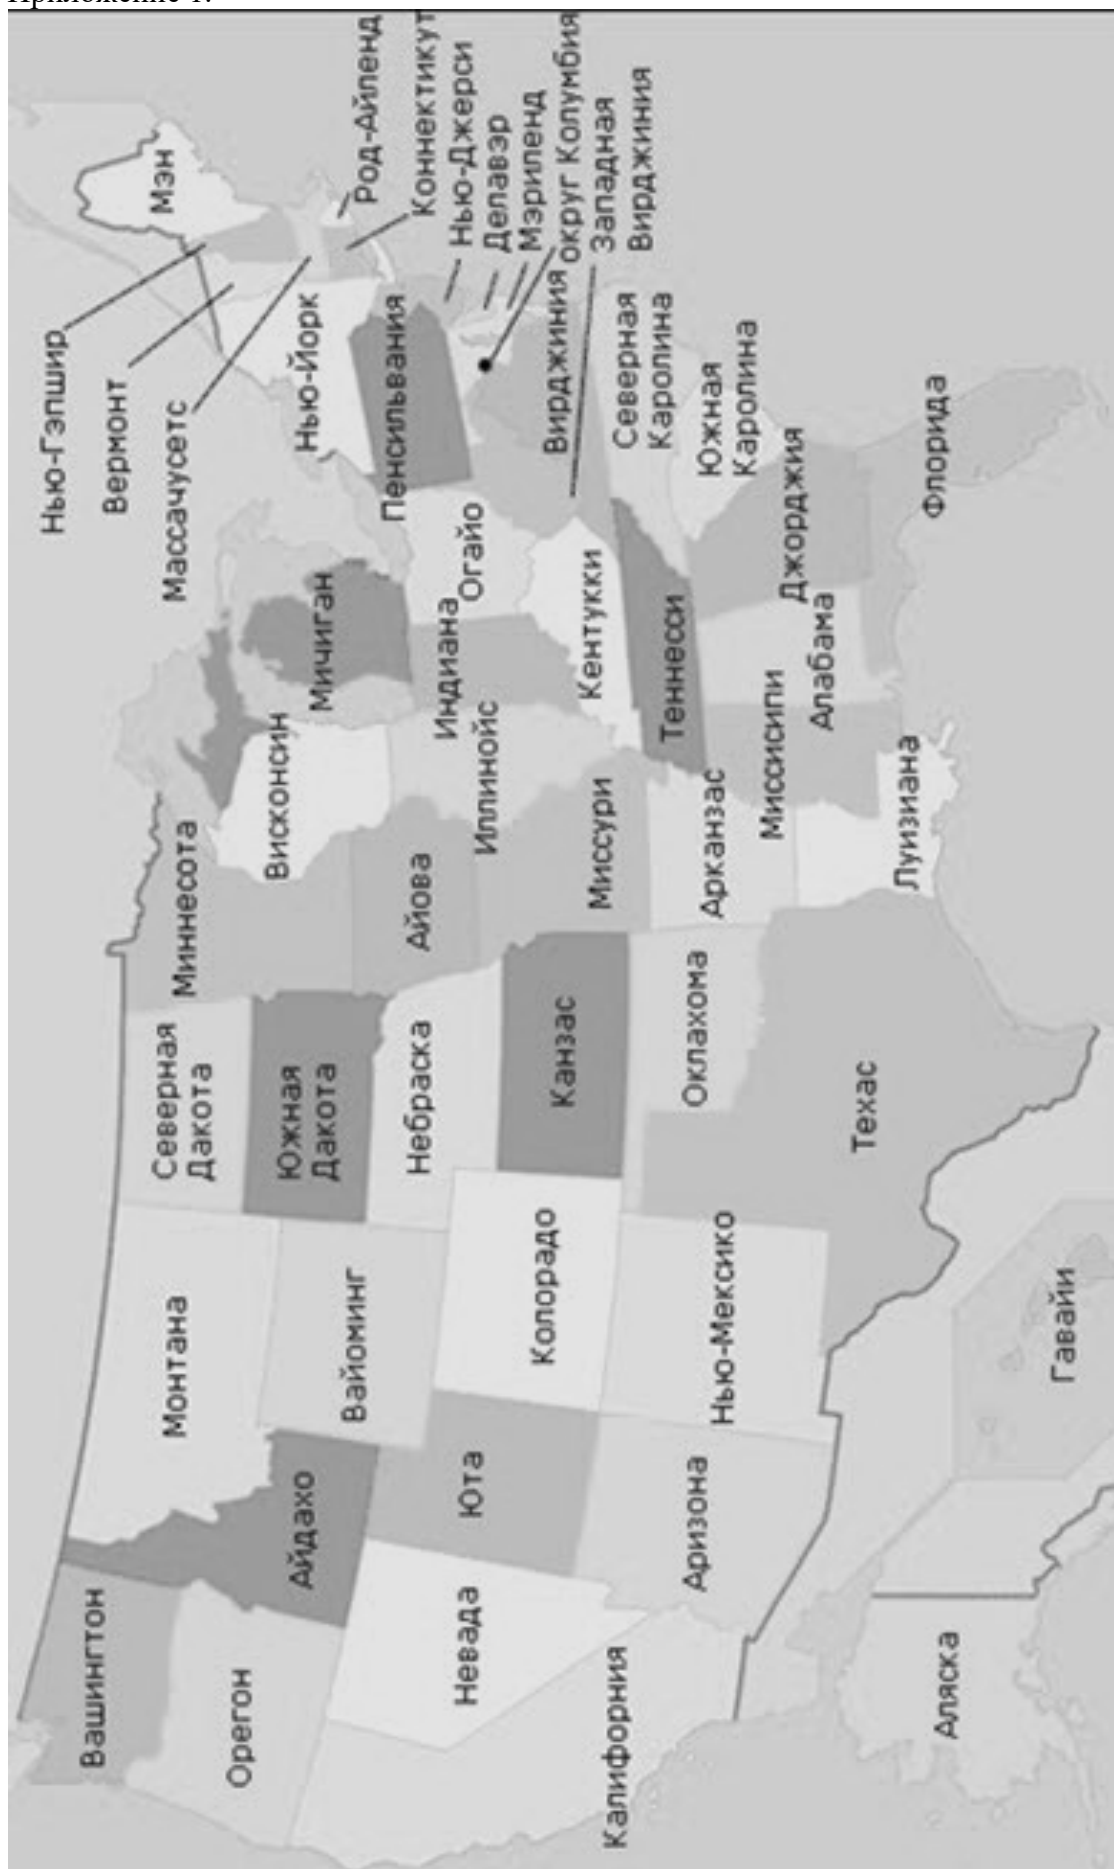 Приложение 1.
Нью-Гэпшир
Вермонт
Массачусетс
Мэн
Род-Айленд
Коннектикут
Нью-Джерси
Делавэр
Мэриленд
округ Колумбия
Западная
Вирджиния
Нью-Йорк
Пенсильвания
Вирджиния
Северная
Каролина
Южная
Каролина
Джорджия
Флорида
Огайо
Мичиган
Индиана
Кентукки
Теннесси
Алабама
Миссисипи
Висконсин
Иллинойс
Миннесота
Айова
Миссури
Арканзас
Луизиана
Северная
Дакота
Южная
Дакота
Небраска
Канзас
Оклахома
Техас
Монтана
Вайоминг
Колорадо
Нью-Мексико
Айдахо
Юта
Аризона
Вашингтон
Орегон
Невада
Калифорния
Аляска
Гавайи